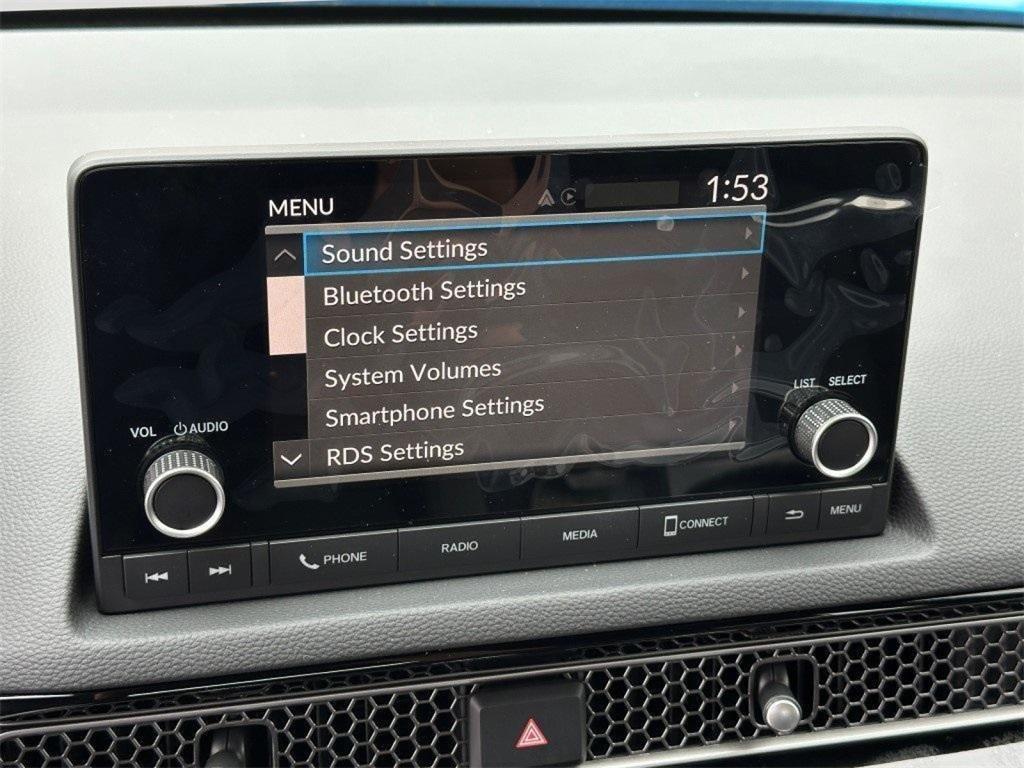 MENU 1:53
Sound Settings
Bluetooth Settings
Clock Settings
System Volumes
Smartphone Settings
RDS Settings
VOL AUDIO
LIST SELECT
PHONE RADIO MEDIA CONNECT MENU